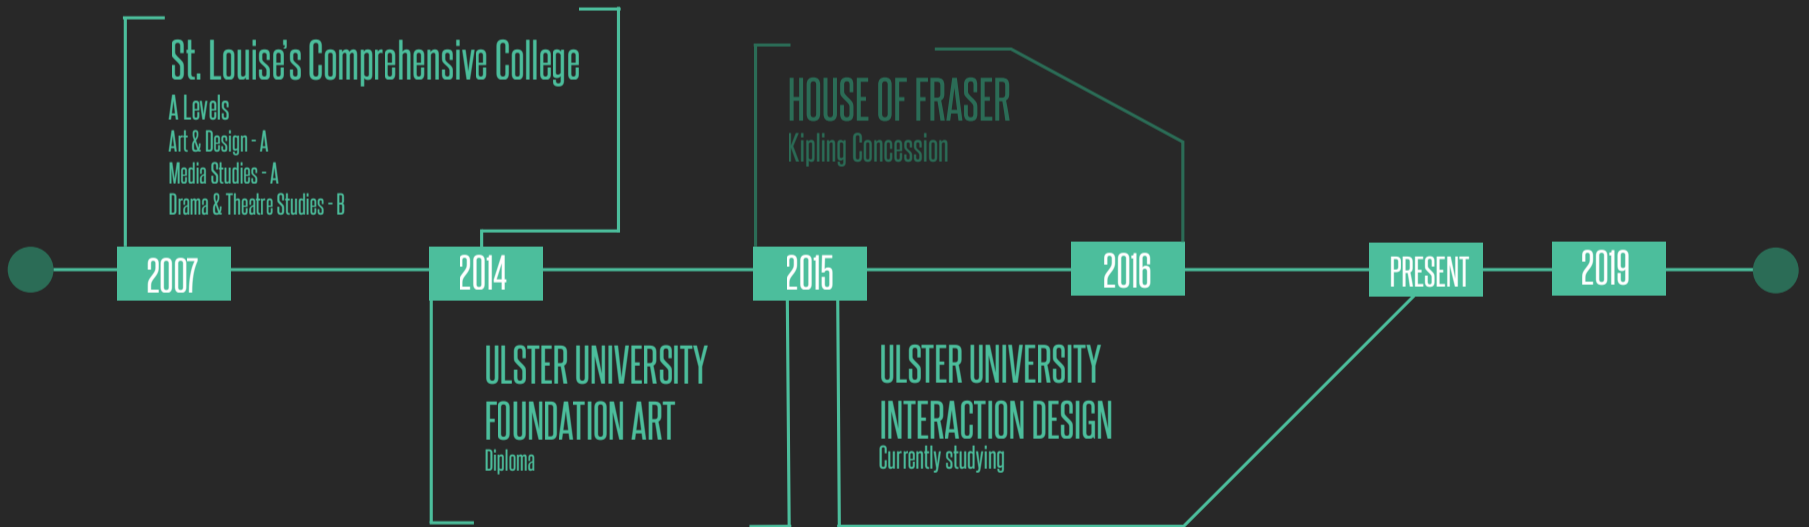 St. Louise's Comprehensive College
A Levels
Art & Design - A
Media Studies - A
Drama & Theatre Studies - B
HOUSE OF FRASER
Kipling Concession
2007
2014
2015
2016
PRESENT
2019
ULSTER UNIVERSITY
FOUNDATION ART
Diploma
ULSTER UNIVERSITY
INTERACTION DESIGN
Currently studying